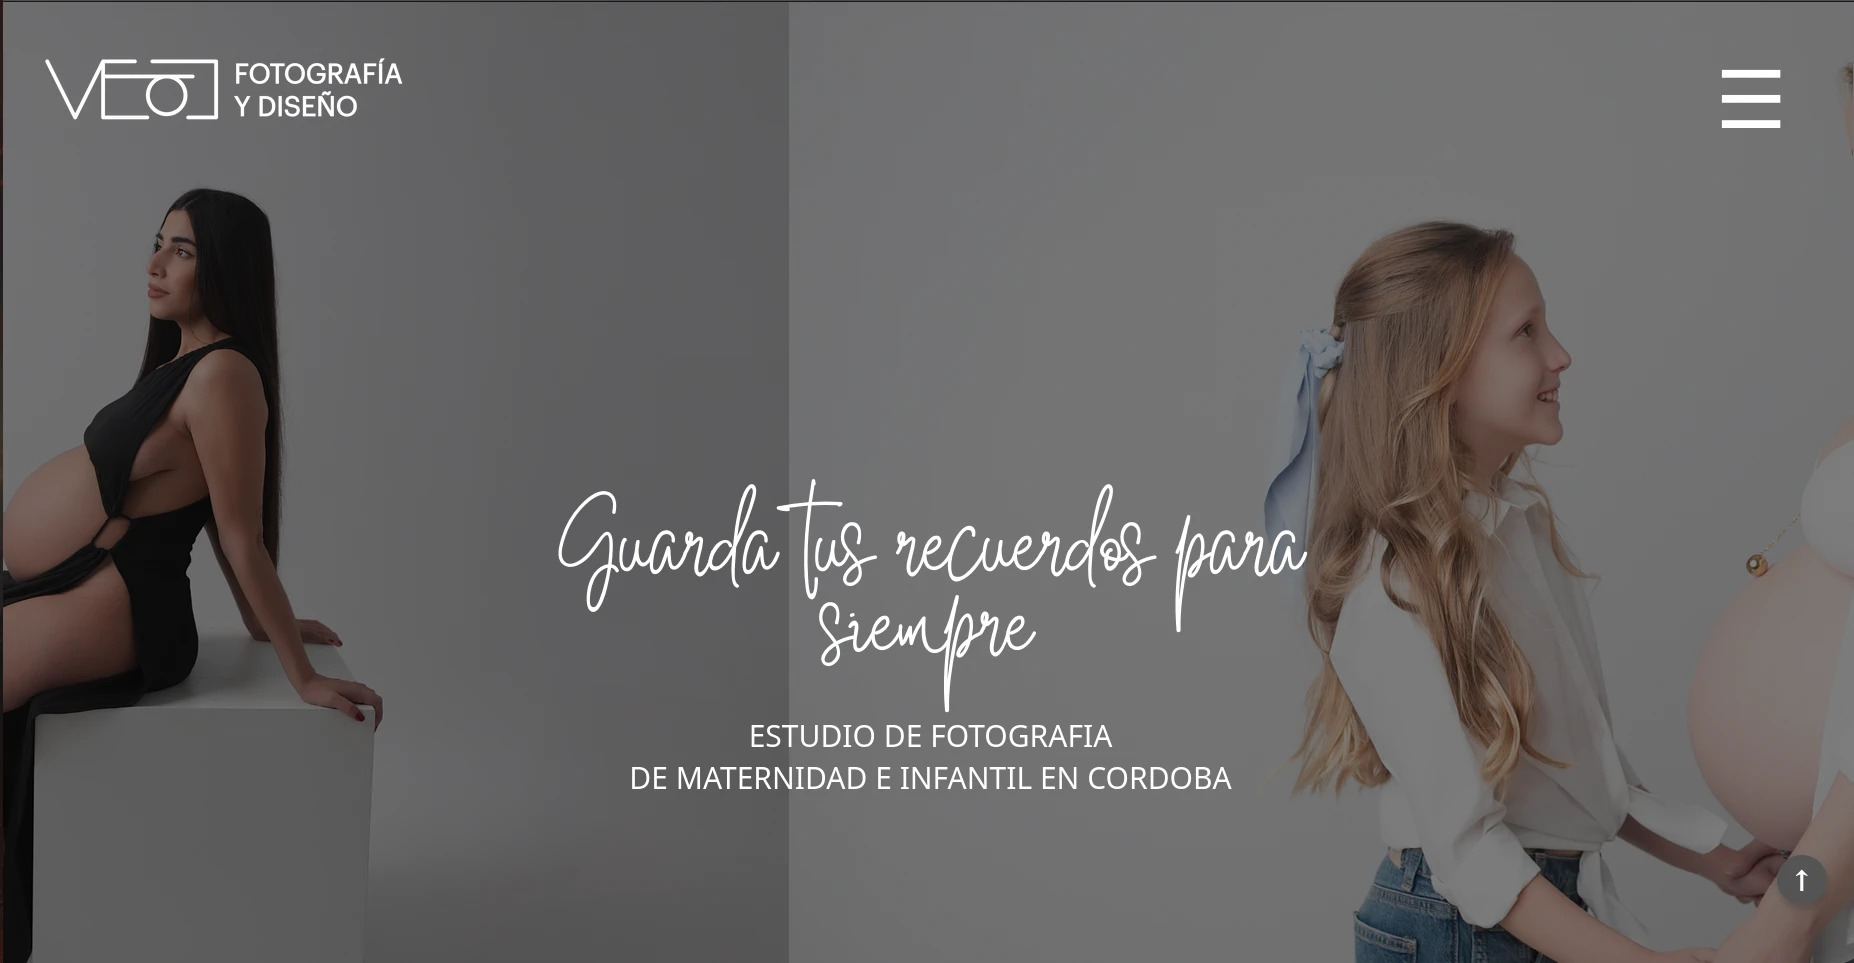 VEO FOTOGRAFÍA
Y DISEÑO
Guarda tus recuerdos para
siempre
ESTUDIO DE FOTOGRAFIA
DE MATERNIDAD E INFANTIL EN CORDOBA